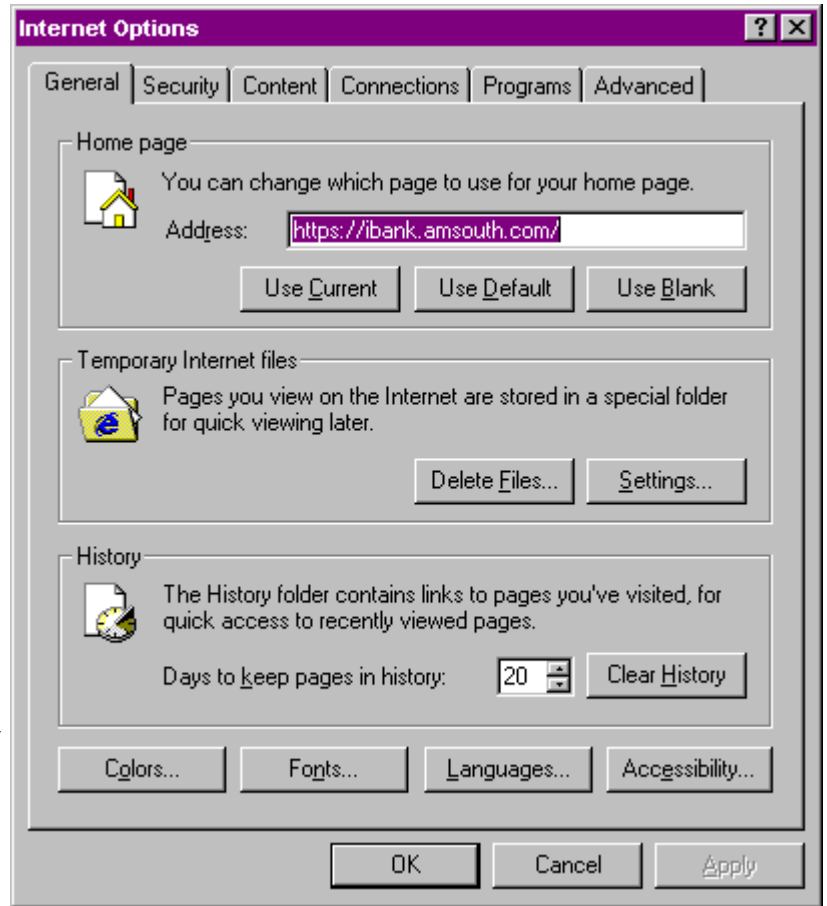 Internet Options
General Security Content Connections Programs Advanced
Home page
You can change which page to use for your home page.
Address: https://ibank.amsouth.com/
Use Current Use Default Use Blank
Temporary Internet files
Pages you view on the Internet are stored in a special folder
for quick viewing later.
Delete Files... Settings...
History
The History folder contains links to pages you've visited, for
quick access to recently viewed pages.
Days to keep pages in history: 20 Clear History
Colors... Fonts... Languages... Accessibility...
OK Cancel Apply